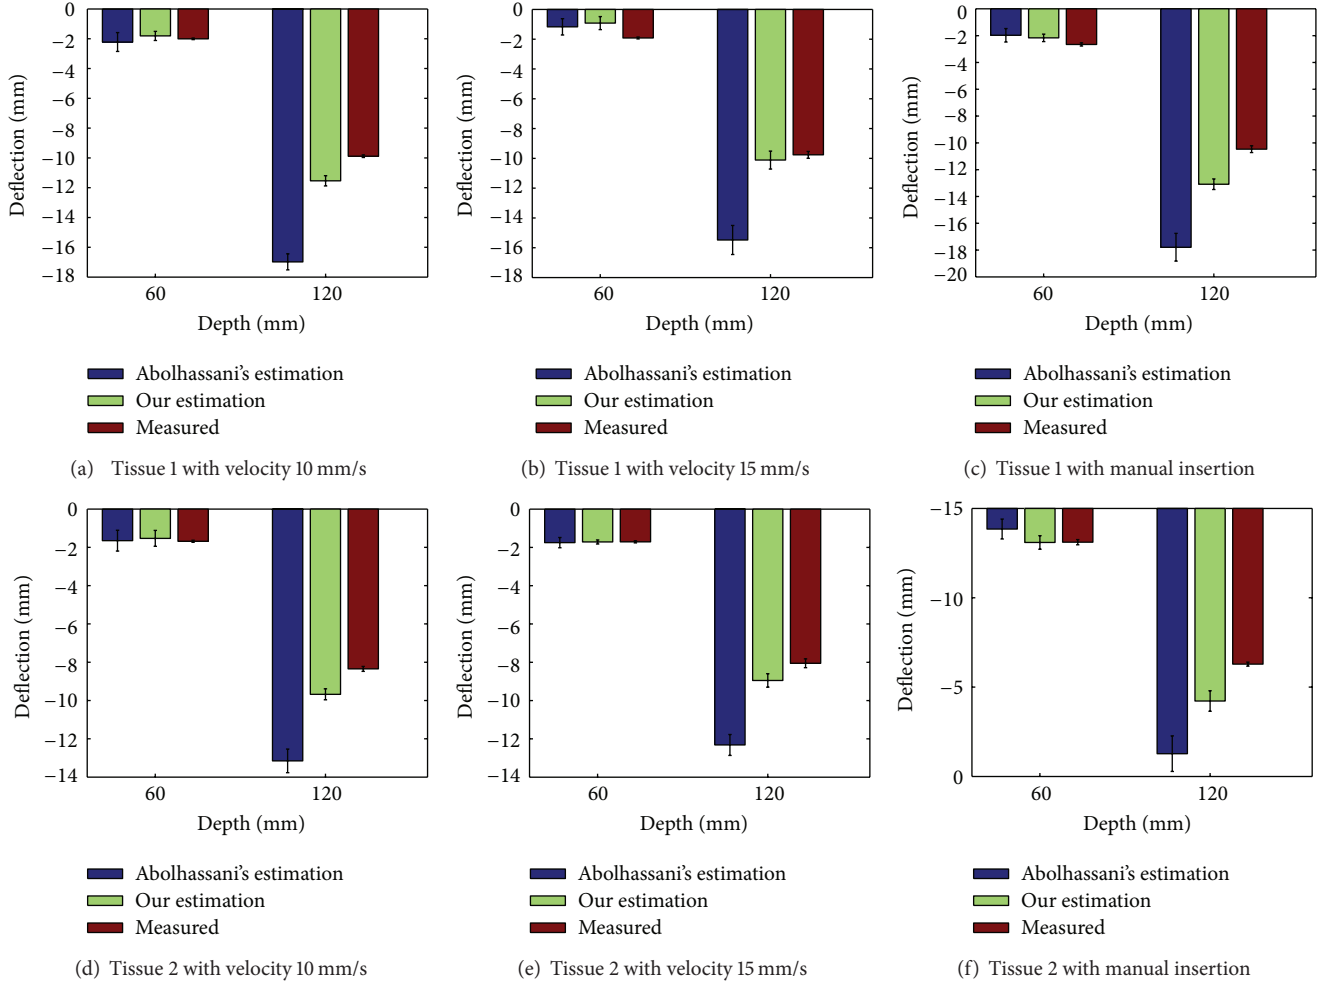 0
−2
−4
−6
−8
−10
−12
−14
−16
−18
Deflection (mm)
60
120
Depth (mm)
Abolhassani's estimation
Our estimation
Measured
(a) Tissue 1 with velocity 10 mm/s
0
−2
−4
−6
−8
−10
−12
−14
−16
−18
Deflection (mm)
60
120
Depth (mm)
Abolhassani's estimation
Our estimation
Measured
(b) Tissue 1 with velocity 15 mm/s
0
−2
−4
−6
−8
−10
−12
−14
−16
−18
−20
Deflection (mm)
60
120
Depth (mm)
Abolhassani's estimation
Our estimation
Measured
(c) Tissue 1 with manual insertion
0
−2
−4
−6
−8
−10
−12
−14
Deflection (mm)
60
120
Depth (mm)
Abolhassani's estimation
Our estimation
Measured
(d) Tissue 2 with velocity 10 mm/s
0
−2
−4
−6
−8
−10
−12
−14
Deflection (mm)
60
120
Depth (mm)
Abolhassani's estimation
Our estimation
Measured
(e) Tissue 2 with velocity 15 mm/s
−15
−10
−5
0
Deflection (mm)
60
120
Depth (mm)
Abolhassani's estimation
Our estimation
Measured
(f) Tissue 2 with manual insertion